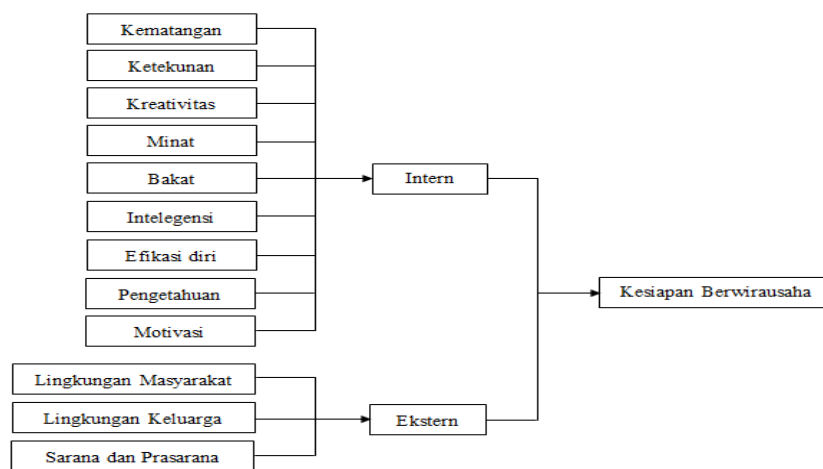 Kematangan
Ketekunan
Kreativitas
Minat
Bakat
Intelegensi
Efikasi diri
Pengetahuan
Motivasi
Intern
Kesiapan Berwirausaha
Lingkungan Masyarakat
Lingkungan Keluarga
Sarana dan Prasarana
Ekstern